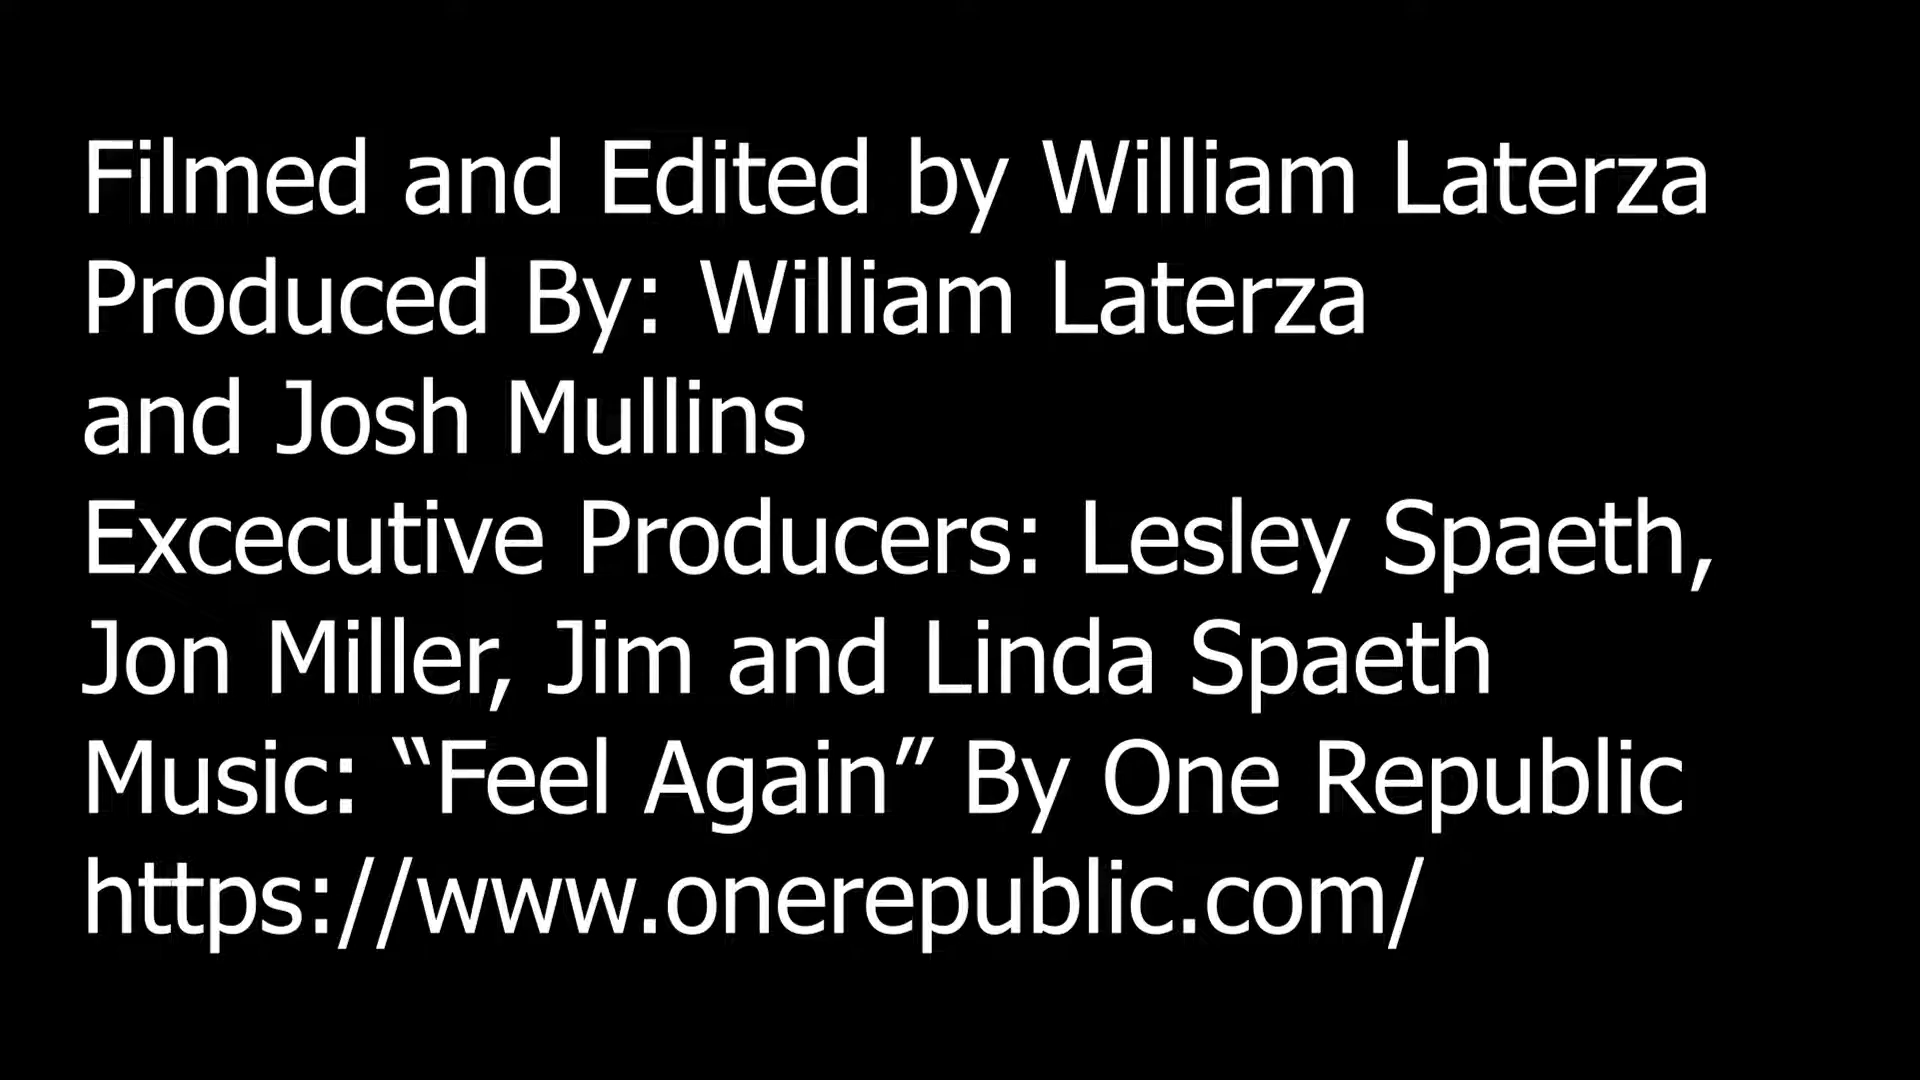 Filmed and Edited by William Laterza
Produced By: William Laterza
and Josh Mullins
Excecutive Producers: Lesley Spaeth,
Jon Miller, Jim and Linda Spaeth
Music: “Feel Again” By One Republic
https://www.onerepublic.com/